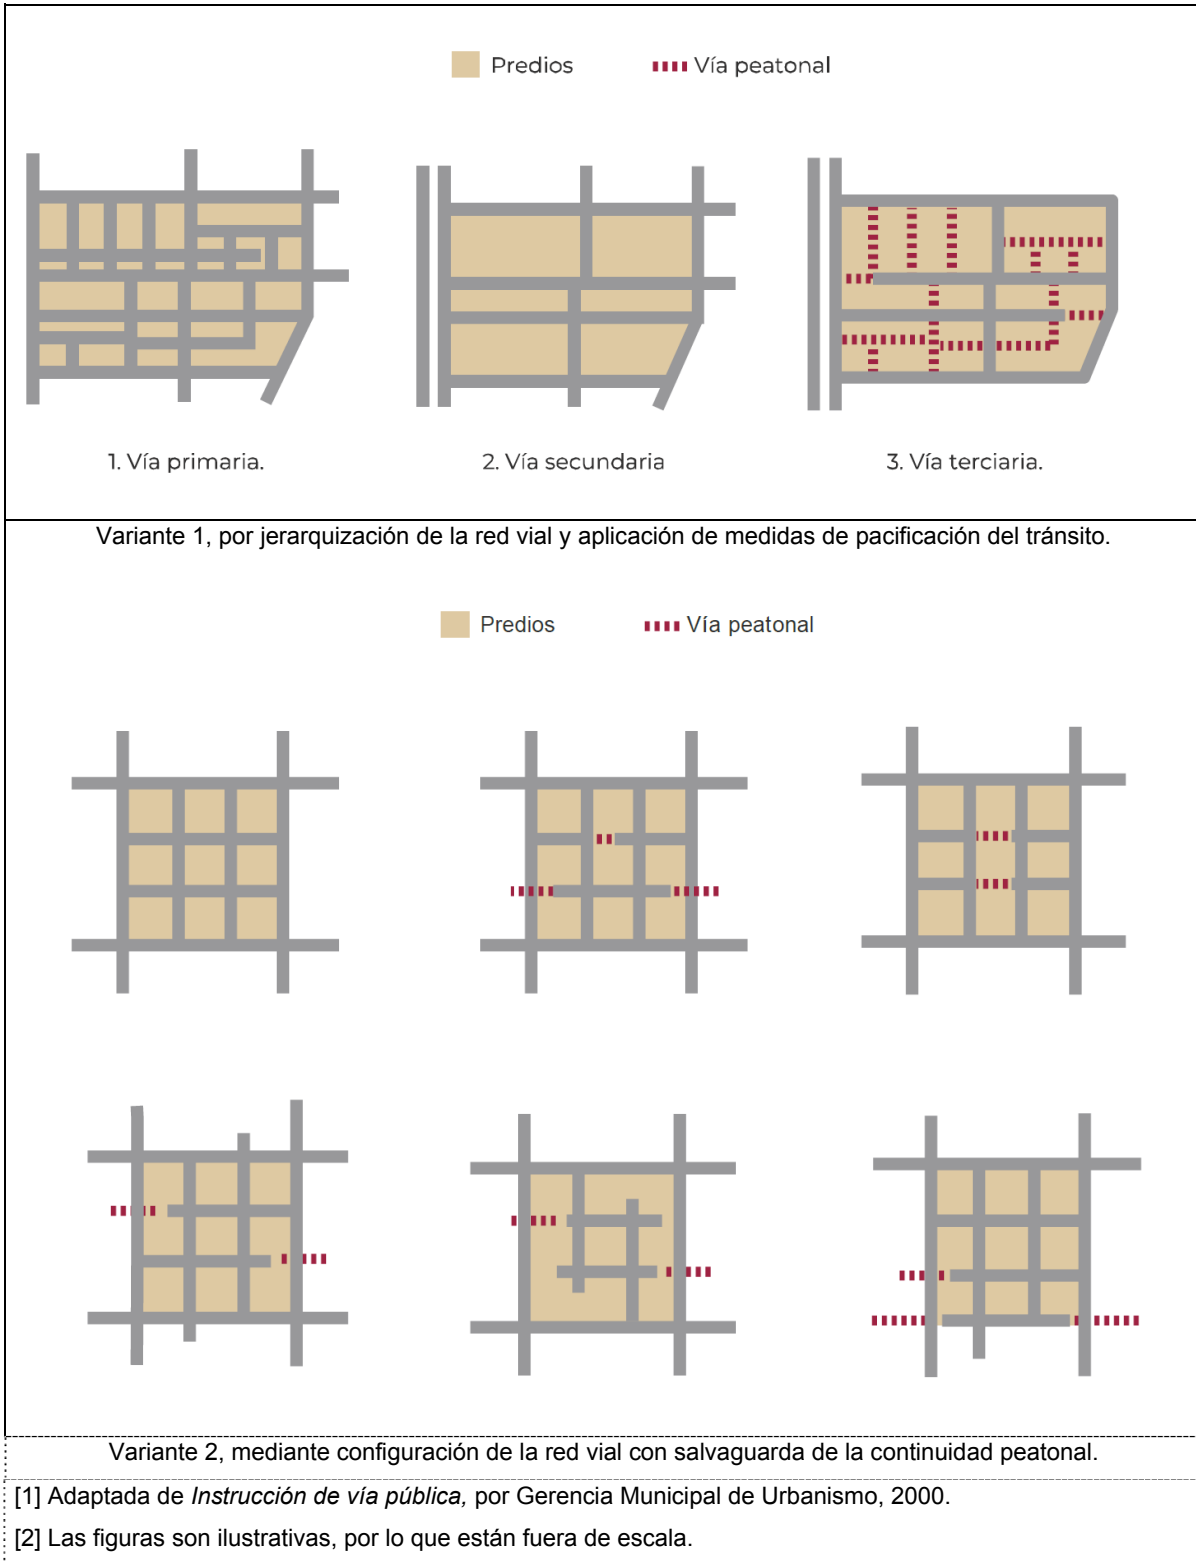 Predios Vía peatonal
1. Vía primaria. 2. Vía secundaria 3. Vía terciaria.
Variante 1, por jerarquización de la red vial y aplicación de medidas de pacificación del tránsito.
Predios Vía peatonal
Variante 2, mediante configuración de la red vial con salvaguarda de la continuidad peatonal.
[1] Adaptada de Instrucción de vía pública, por Gerencia Municipal de Urbanismo, 2000.
[2] Las figuras son ilustrativas, por lo que están fuera de escala.